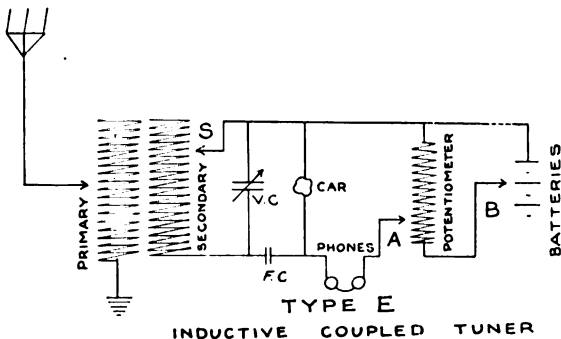 S
PRIMARY
SECONDARY
V.C
CAR
F.C
PHONES
A
POTENTIOMETER
B
BATTERIES
TYPE E
INDUCTIVE COUPLED TUNER